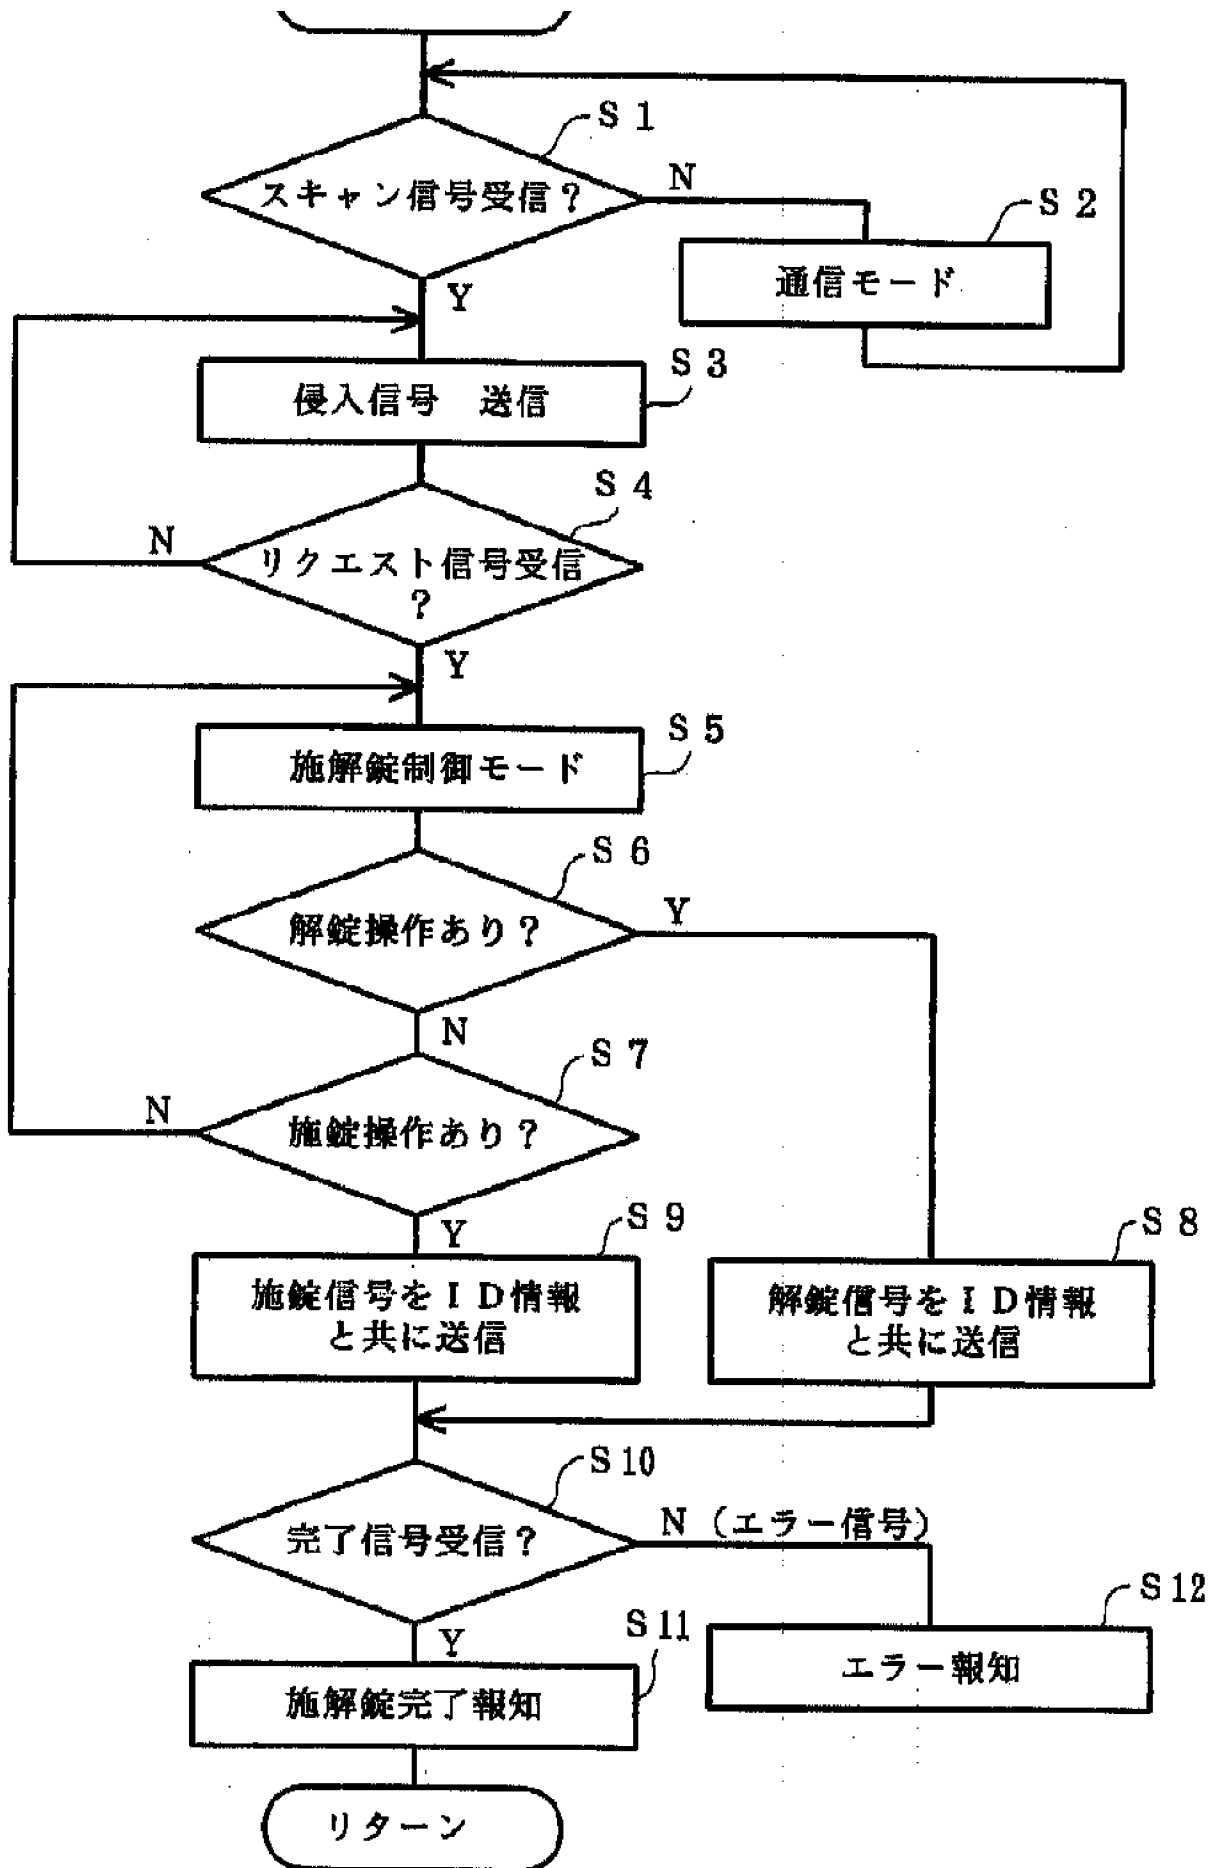 S 1
スキャン信号受信？
N
S 2
通信モード
Y
S 3
侵入信号　送信
S 4
N
リクエスト信号受信
？
Y
S 5
施解錠制御モード
S 6
解錠操作あり？
Y
N
S 7
N
施錠操作あり？
Y
S 9
施錠信号をＩＤ情報
と共に送信
S 8
解錠信号をＩＤ情報
と共に送信
S 10
完了信号受信？
N（エラー信号）
S 12
エラー報知
Y
S 11
施解錠完了報知
リターン